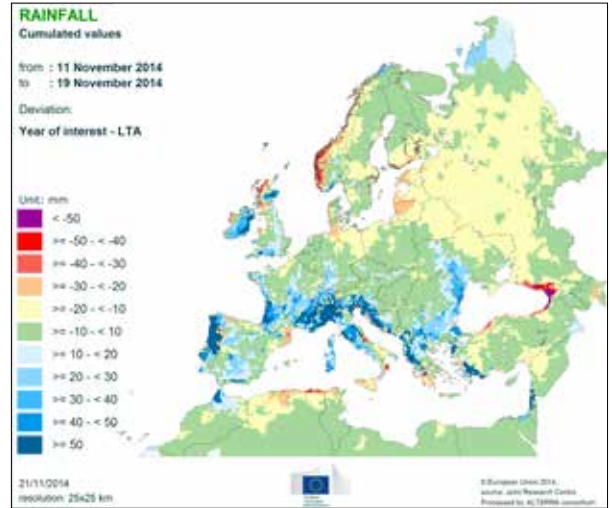 RAINFALL
Cumulated values
from : 11 November 2014
to : 19 November 2014
Deviation:
Year of interest - LTA
Unit: mm
< -50
>= -50 - < -40
>= -40 - < -30
>= -30 - < -20
>= -20 - < -10
>= -10 - < 10
>= 10 - < 20
>= 20 - < 30
>= 30 - < 40
>= 40 - < 50
>= 50
21/11/2014
resolution: 25x25 km
© European Union 2014
source: Joint Research Centre
Processed by ALTERRA consortium